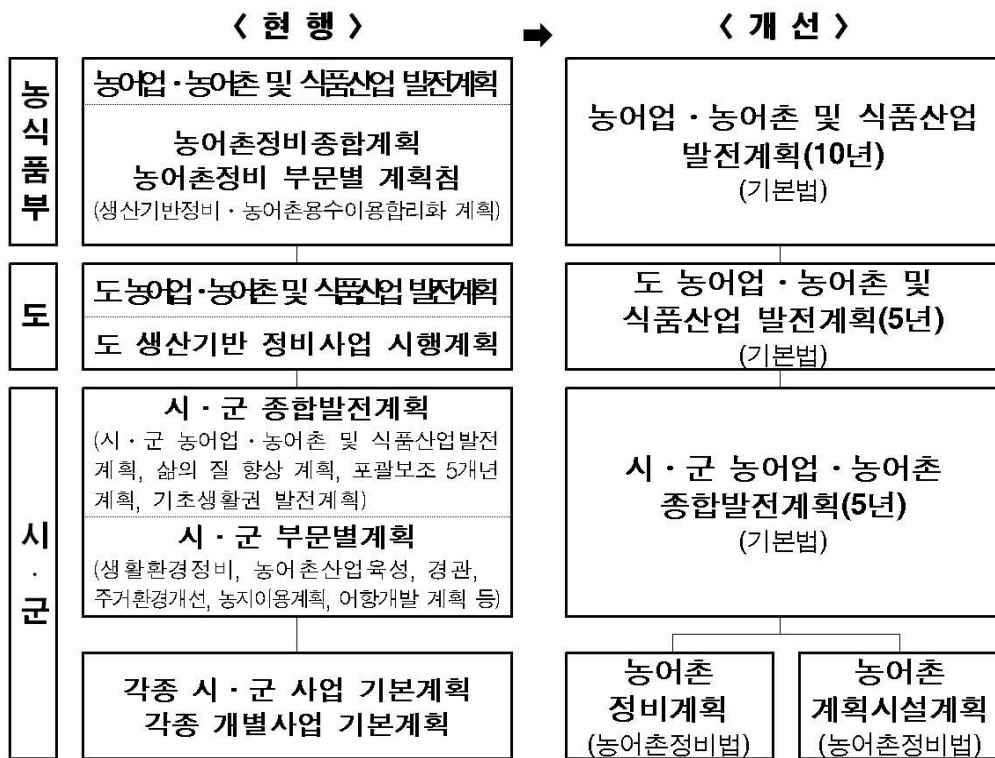 〈 현 행 〉
➡
〈 개 선 〉
농식품부
농어업·농어촌 및 식품산업 발전계획
농어촌정비종합계획
농어촌정비 부문별 계획침
(생산기반정비·농어촌용수이용합리화 계획)
농어업·농어촌 및 식품산업
발전계획(10년)
(기본법)
도
도 농어업·농어촌 및 식품산업 발전계획
도 생산기반 정비사업 시행계획
도 농어업·농어촌 및
식품산업 발전계획(5년)
(기본법)
시·군
시·군 종합발전계획
(시·군 농어업·농어촌 및 식품산업발전
계획, 삶의 질 향상 계획, 포괄보조 5개년
계획, 기초생활권 발전계획)
시·군 부문별계획
(생활환경정비, 농어촌산업육성, 경관,
주거환경개선, 농지이용계획, 어항개발 계획 등)
시·군 농어업·농어촌
종합발전계획(5년)
(기본법)
각종 시·군 사업 기본계획
각종 개별사업 기본계획
농어촌
정비계획
(농어촌정비법)
농어촌
계획시설계획
(농어촌정비법)